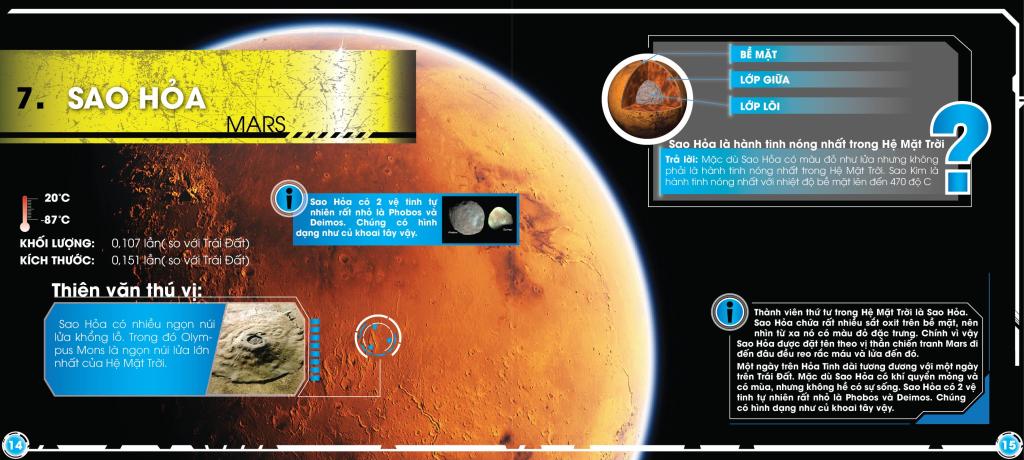 7. SAO HỎA
MARS
20°C
-87°C
KHỐI LƯỢNG: 0,107 lần( so với Trái Đất)
KÍCH THƯỚC: 0,151 lần( so với Trái Đất)
Thiên văn thú vị:
Sao Hỏa có nhiều ngọn núi
lửa khổng lồ. Trong đó Olym-
pus Mons là ngọn núi lửa lớn
nhất của Hệ Mặt Trời.
Sao Hỏa có 2 vệ tinh tự
nhiên rất nhỏ là Phobos và
Deimos. Chúng có hình
dạng như củ khoai tây vậy.
14
BỀ MẶT
LỚP GIỮA
LỚP LÕI
Sao Hỏa là hành tinh nóng nhất trong Hệ Mặt Trời
?
Trả lời: Mặc dù Sao Hỏa có màu đỏ như lửa nhưng không
phải là hành tinh nóng nhất trong Hệ Mặt Trời. Sao Kim là
hành tinh nóng nhất với nhiệt độ bề mặt lên đến 470 độ C
Thành viên thứ tư trong Hệ Mặt Trời là Sao Hỏa.
Sao Hỏa chứa rất nhiều sắt oxit trên bề mặt, nên
nhìn từ xa nó có màu đỏ đặc trưng. Chính vì vậy
Sao Hỏa được đặt tên theo vị thần chiến tranh Mars đi
đến đâu đều reo rắc máu và lửa đến đó.
Một ngày trên Hỏa Tinh dài tương đương với một ngày
trên Trái Đất. Mặc dù Sao Hỏa có khí quyển mỏng và
có mùa, nhưng không hề có sự sống. Sao Hỏa có 2 vệ
tinh tự nhiên rất nhỏ là Phobos và Deimos. Chúng
có hình dạng như củ khoai tây vậy.
15